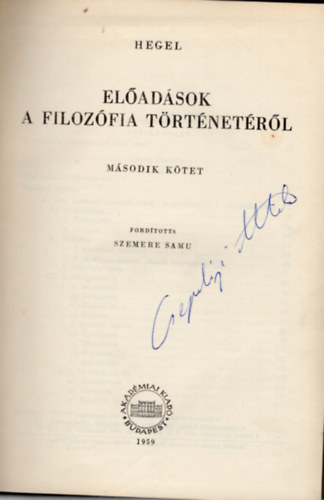 HEGEL
ELŐADÁSOK
A FILOZÓFIA TÖRTÉNETÉRŐL
MÁSODIK KÖTET
FORDÍTOTTA
SZEMERE SAMU
AKADÉMIAI KIADÓ
BUDAPEST
1959